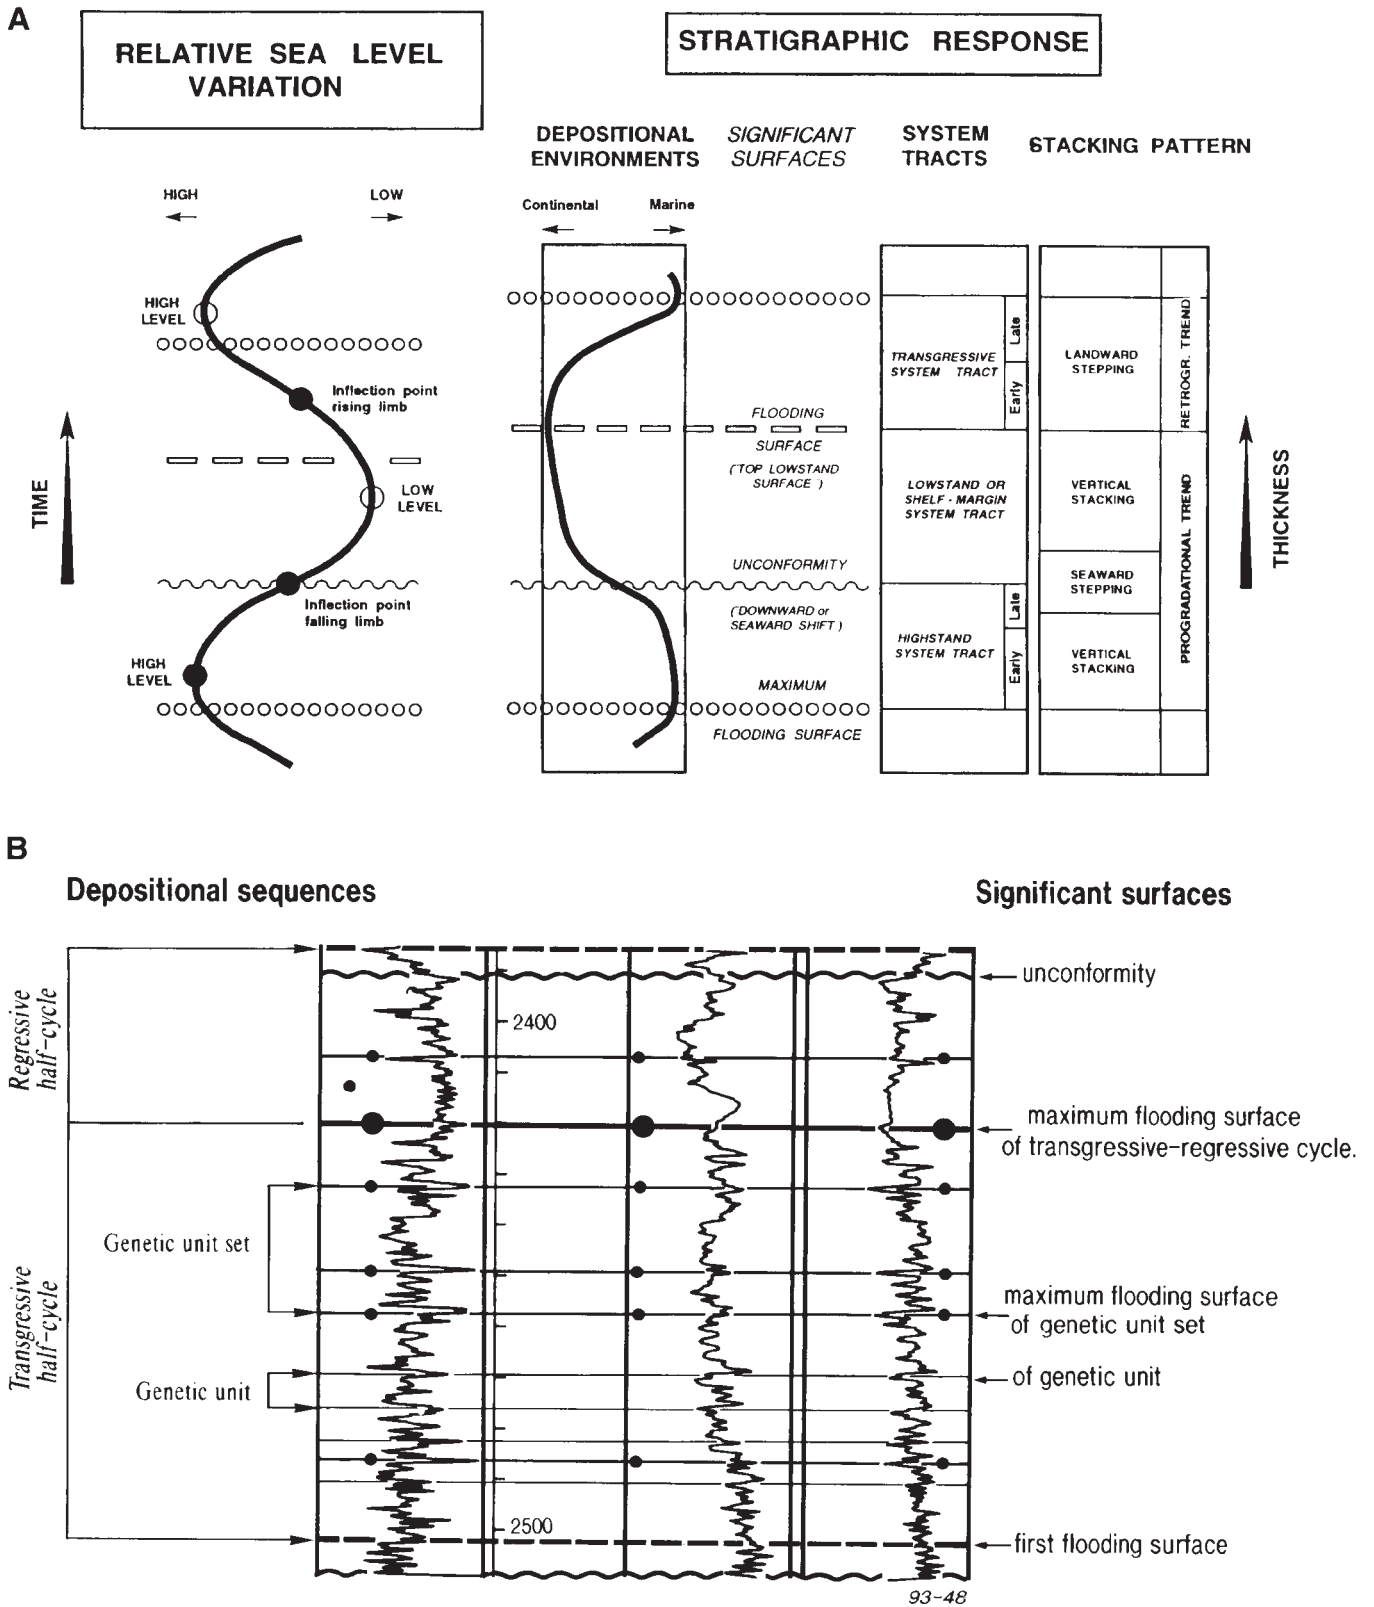 A
RELATIVE SEA LEVEL
VARIATION
STRATIGRAPHIC RESPONSE
DEPOSITIONAL
ENVIRONMENTS
SIGNIFICANT
SURFACES
SYSTEM
TRACTS
STACKING PATTERN
HIGH
LOW
Continental
Marine
HIGH
LEVEL
Inflection point
rising limb
LOW
LEVEL
Inflection point
falling limb
HIGH
LEVEL
TIME
FLOODING
SURFACE
("TOP LOWSTAND
SURFACE")
UNCONFORMITY
("DOWNWARD or
SEAWARD SHIFT")
MAXIMUM
FLOODING SURFACE
TRANSGRESSIVE
SYSTEM TRACT
Late
Early
LOWSTAND OR
SHELF-MARGIN
SYSTEM TRACT
HIGHSTAND
SYSTEM TRACT
Late
Early
LANDWARD
STEPPING
VERTICAL
STACKING
SEAWARD
STEPPING
VERTICAL
STACKING
RETROGR. TREND
PROGRADATIONAL TREND
THICKNESS
B
Depositional sequences
Significant surfaces
Regressive
half-cycle
Transgressive
half-cycle
Genetic unit set
Genetic unit
2400
2500
unconformity
maximum flooding surface
of transgressive-regressive cycle.
maximum flooding surface
of genetic unit set
of genetic unit
first flooding surface
93-48